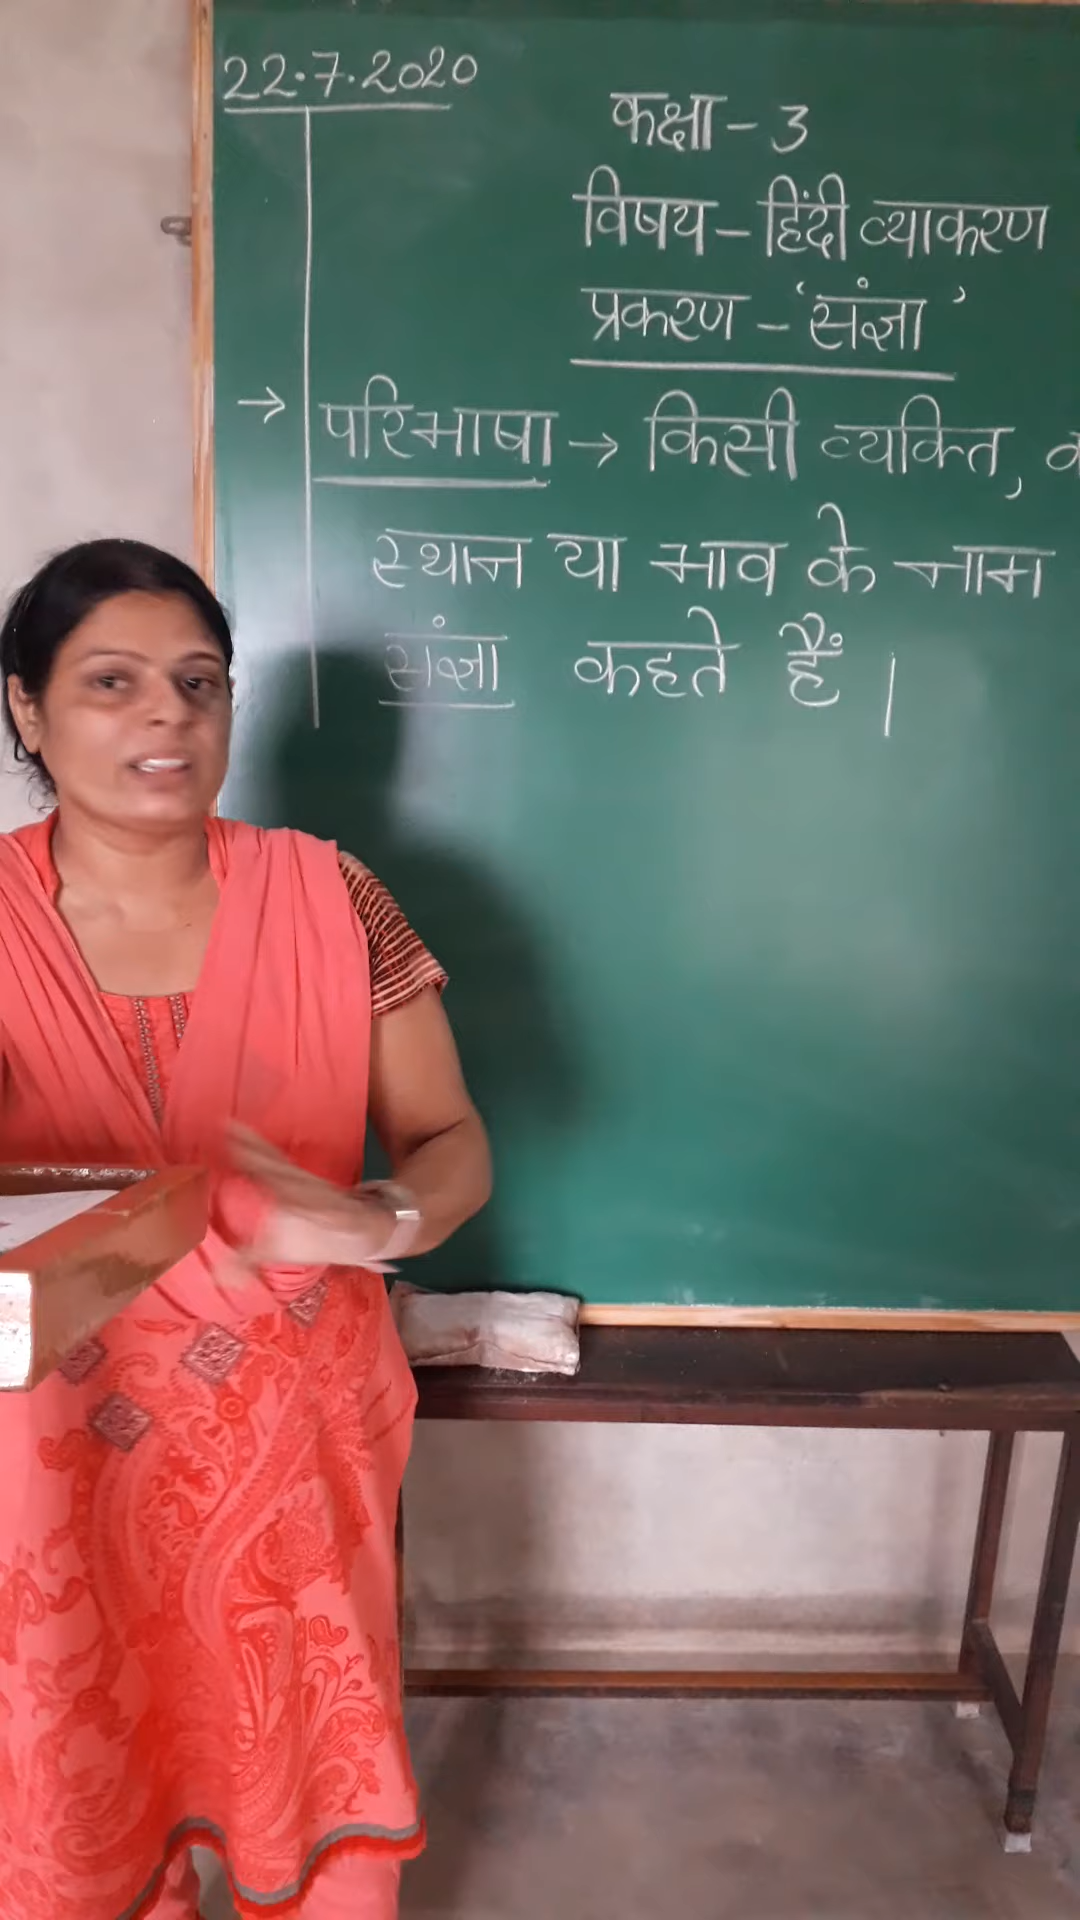 22.7.2020
कक्षा - 3
विषय - हिंदी व्याकरण
प्रकरण - 'संज्ञा'
→ परिभाषा → किसी व्यक्ति,
स्थान या भाव के नाम
संज्ञा कहते हैं ।